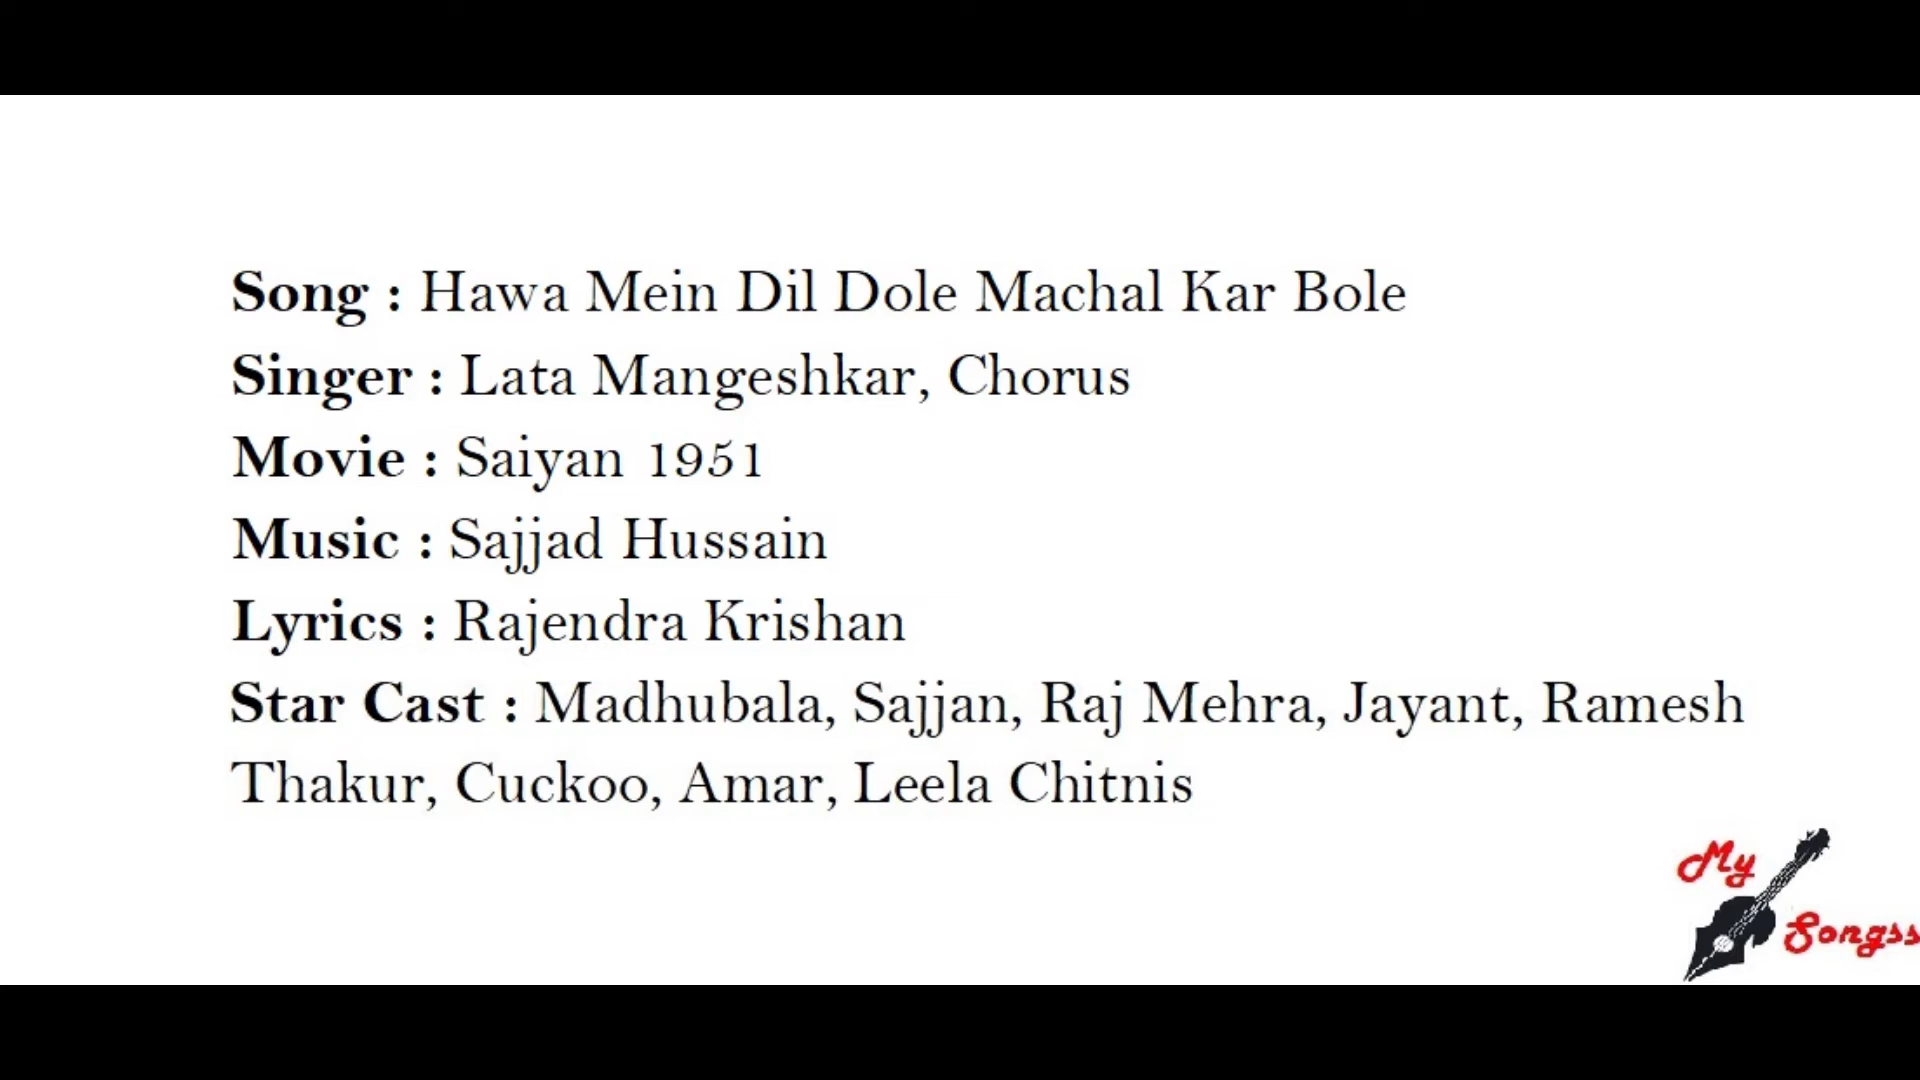 Song : Hawa Mein Dil Dole Machal Kar Bole
Singer : Lata Mangeshkar, Chorus
Movie : Saiyan 1951
Music : Sajjad Hussain
Lyrics : Rajendra Krishan
Star Cast : Madhubala, Sajjan, Raj Mehra, Jayant, Ramesh
Thakur, Cuckoo, Amar, Leela Chitnis
My
Songss